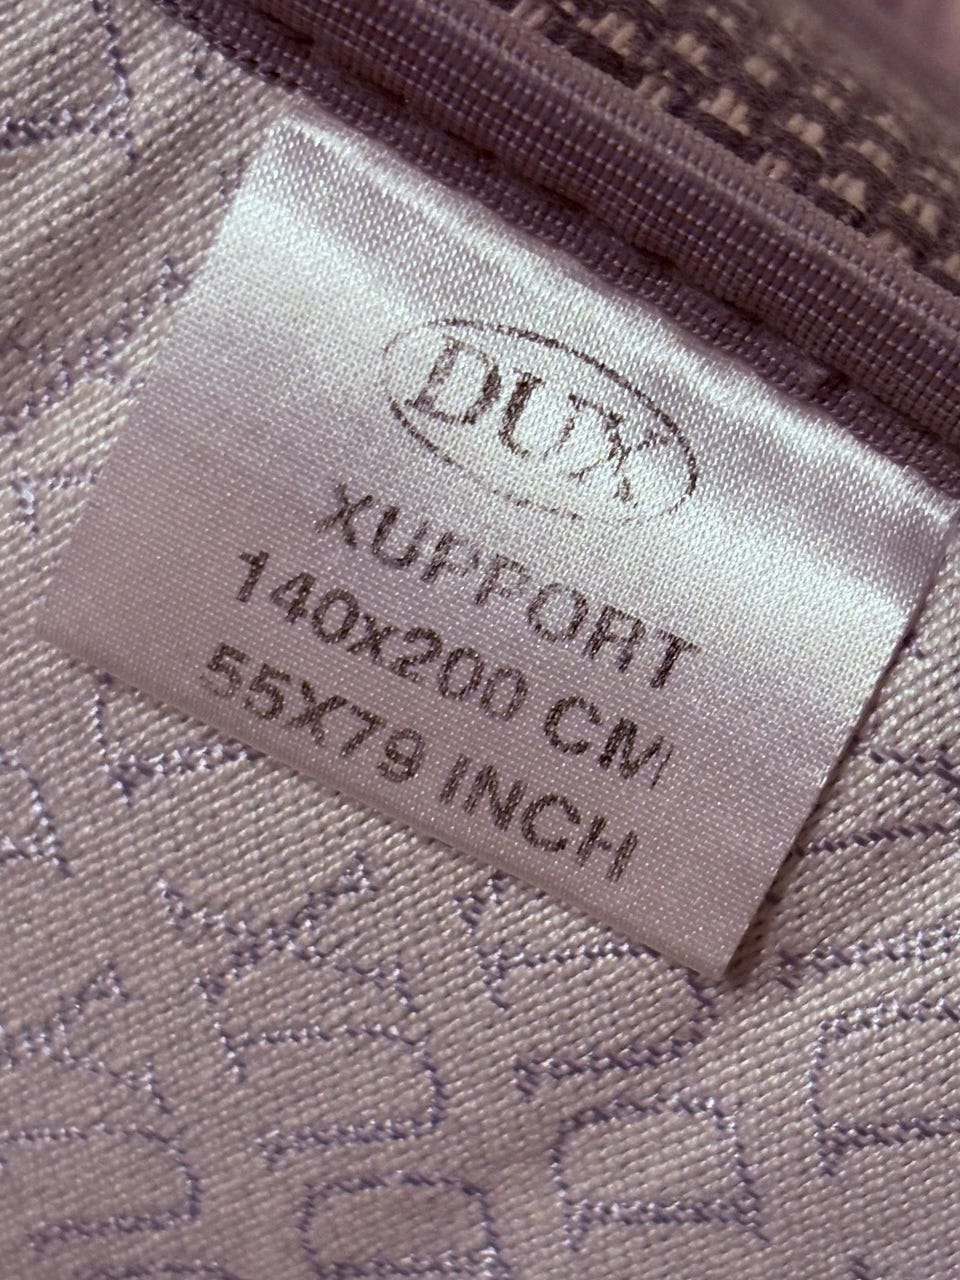 DUX
XUPPORT
140x200 CM
55X79 INCH